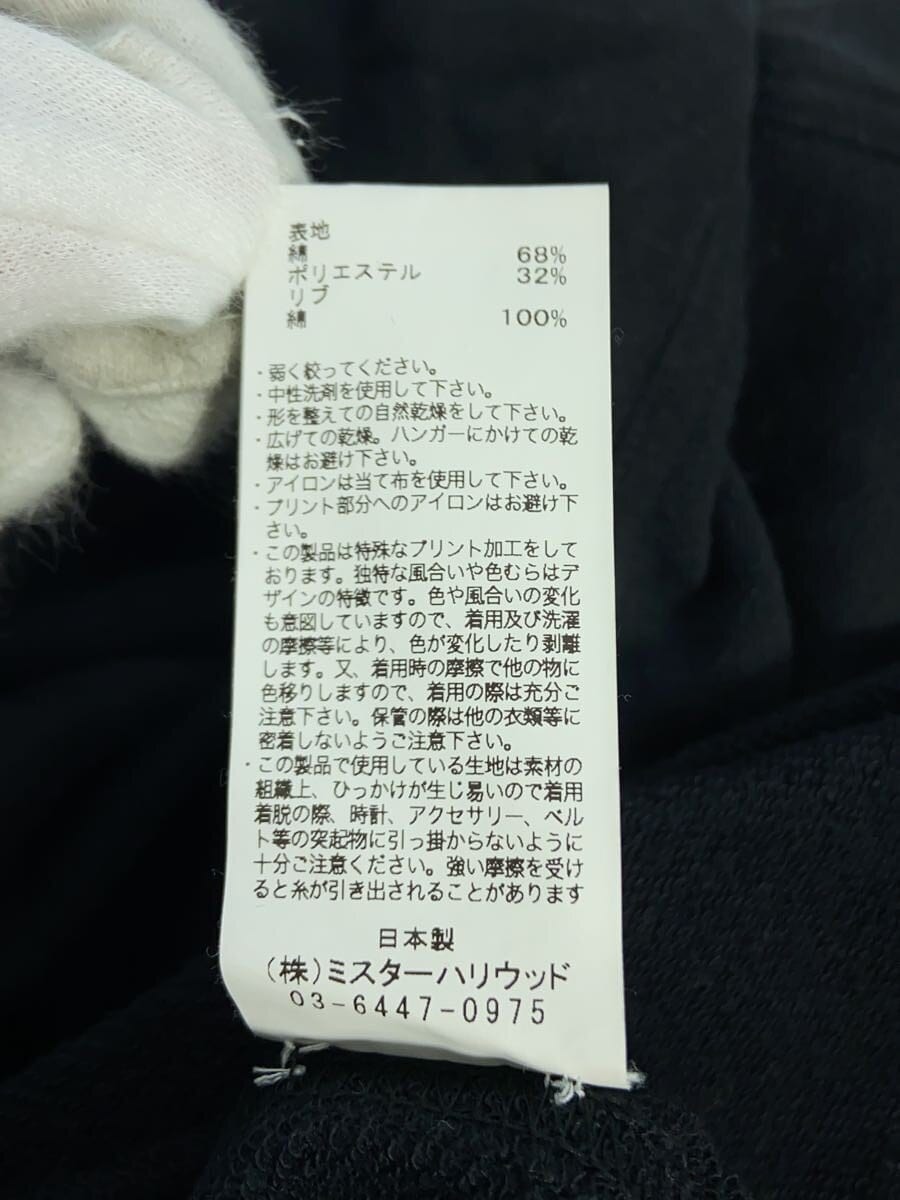 表地
綿 68%
ポリエステル 32%
リブ
綿 100%
・弱く絞ってください。
・中性洗剤を使用して下さい。
・形を整えての自然乾燥をして下さい。
・広げての乾燥。ハンガーにかけての乾
燥はお避け下さい。
・アイロンは当て布を使用して下さい。
・プリント部分へのアイロンはお避け下
さい。
・この製品は特殊なプリント加工をして
おります。独特な風合いや色むらはデ
ザインの特徴です。色や風合いの変化
も意図していますので、着用及び洗濯
の摩擦等により、色が変化したり剥離
します。又、着用時の摩擦で他の物に
色移りしますので、着用の際は充分ご
注意下さい。保管の際は他の衣類等に
密着しないようご注意下さい。
・この製品で使用している生地は素材の
組織上、ひっかけが生じ易いので着用
着脱の際、時計、アクセサリー、ベル
ト等の突起物に引っ掛からないように
十分ご注意ください。強い摩擦を受け
ると糸が引き出されることがあります
日本製
(株)ミスターハリウッド
03-6447-0975